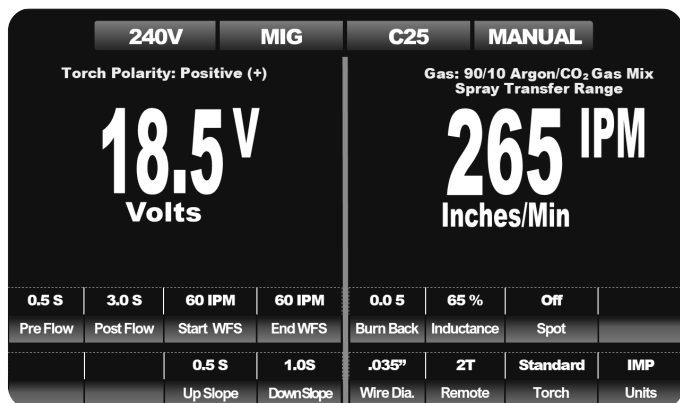 240V MIG C25 MANUAL
Torch Polarity: Positive (+)
18.5 V
Volts
Gas: 90/10 Argon/CO₂ Gas Mix
Spray Transfer Range
265 IPM
Inches/Min
0.5 S 3.0 S 60 IPM 60 IPM 0.0 5 65 % Off
Pre Flow Post Flow Start WFS End WFS Burn Back Inductance Spot
0.5 S 1.0S .035” 2T Standard IMP
Up Slope DownSlope Wire Dia. Remote Torch Units